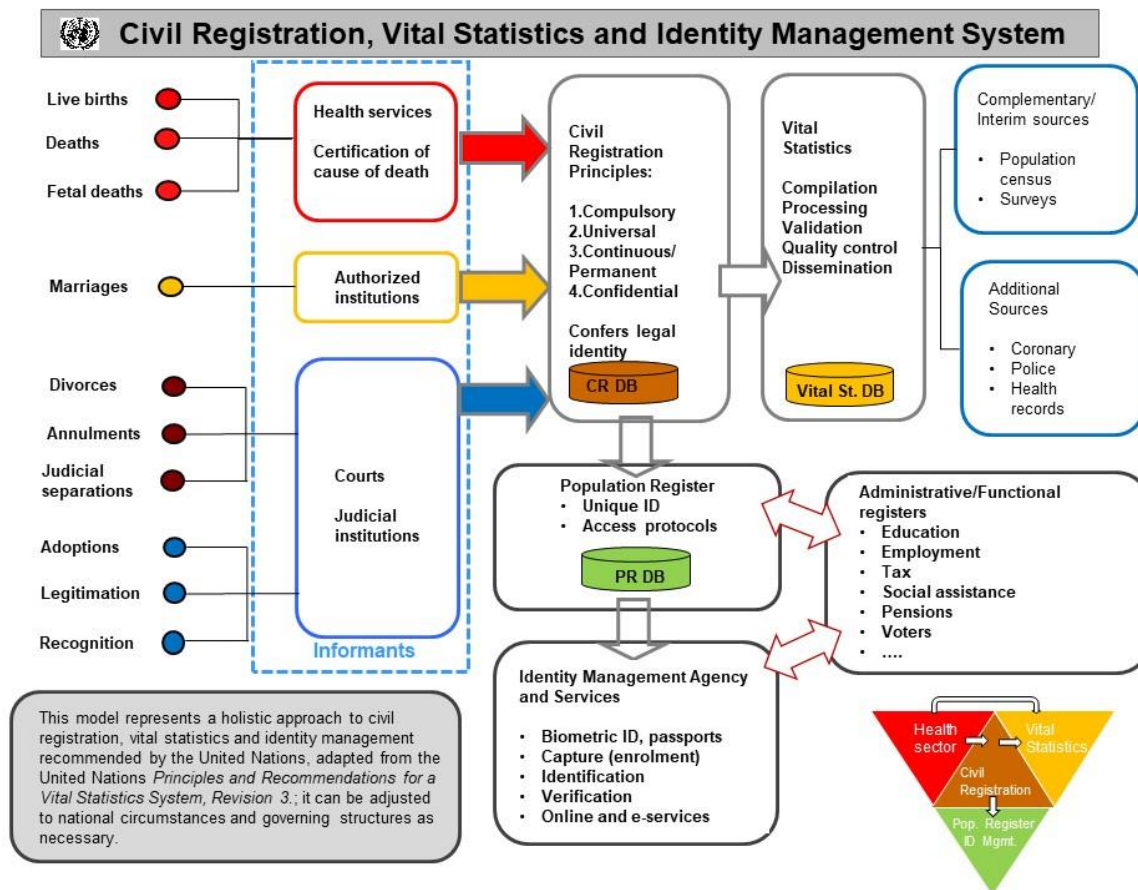 Civil Registration, Vital Statistics and Identity Management System
Live births
Deaths
Fetal deaths
Marriages
Divorces
Annulments
Judicial
separations
Adoptions
Legitimation
Recognition
Health services
Certification of
cause of death
Authorized
institutions
Courts
Judicial
institutions
Informants
Civil
Registration
Principles:
1.Compulsory
2.Universal
3.Continuous/
Permanent
4.Confidential
Confers legal
identity
CR DB
Vital
Statistics
Compilation
Processing
Validation
Quality control
Dissemination
Vital St. DB
Complementary/
Interim sources
• Population
census
• Surveys
Additional
Sources
• Coronary
• Police
• Health
records
Population Register
• Unique ID
• Access protocols
PR DB
Administrative/Functional
registers
• Education
• Employment
• Tax
• Social assistance
• Pensions
• Voters
• ....
Identity Management Agency
and Services
• Biometric ID, passports
• Capture (enrolment)
• Identification
• Verification
• Online and e-services
This model represents a holistic approach to civil
registration, vital statistics and identity management
recommended by the United Nations, adapted from the
United Nations Principles and Recommendations for a
Vital Statistics System, Revision 3.; it can be adjusted
to national circumstances and governing structures as
necessary.
Health
sector
Vital
Statistics
Civil
Registration
Pop. Register
ID Mgmt.